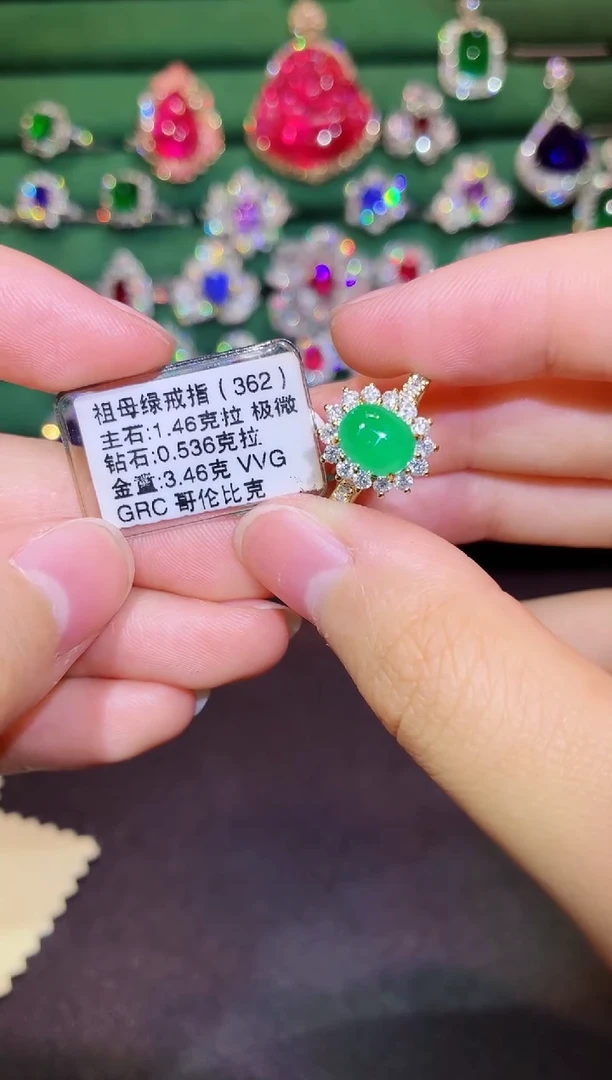 祖母绿戒指（362）
主石:1.46克拉 极微
钻石:0.536克拉
金重:3.46克 VVG
GRC 哥伦比克